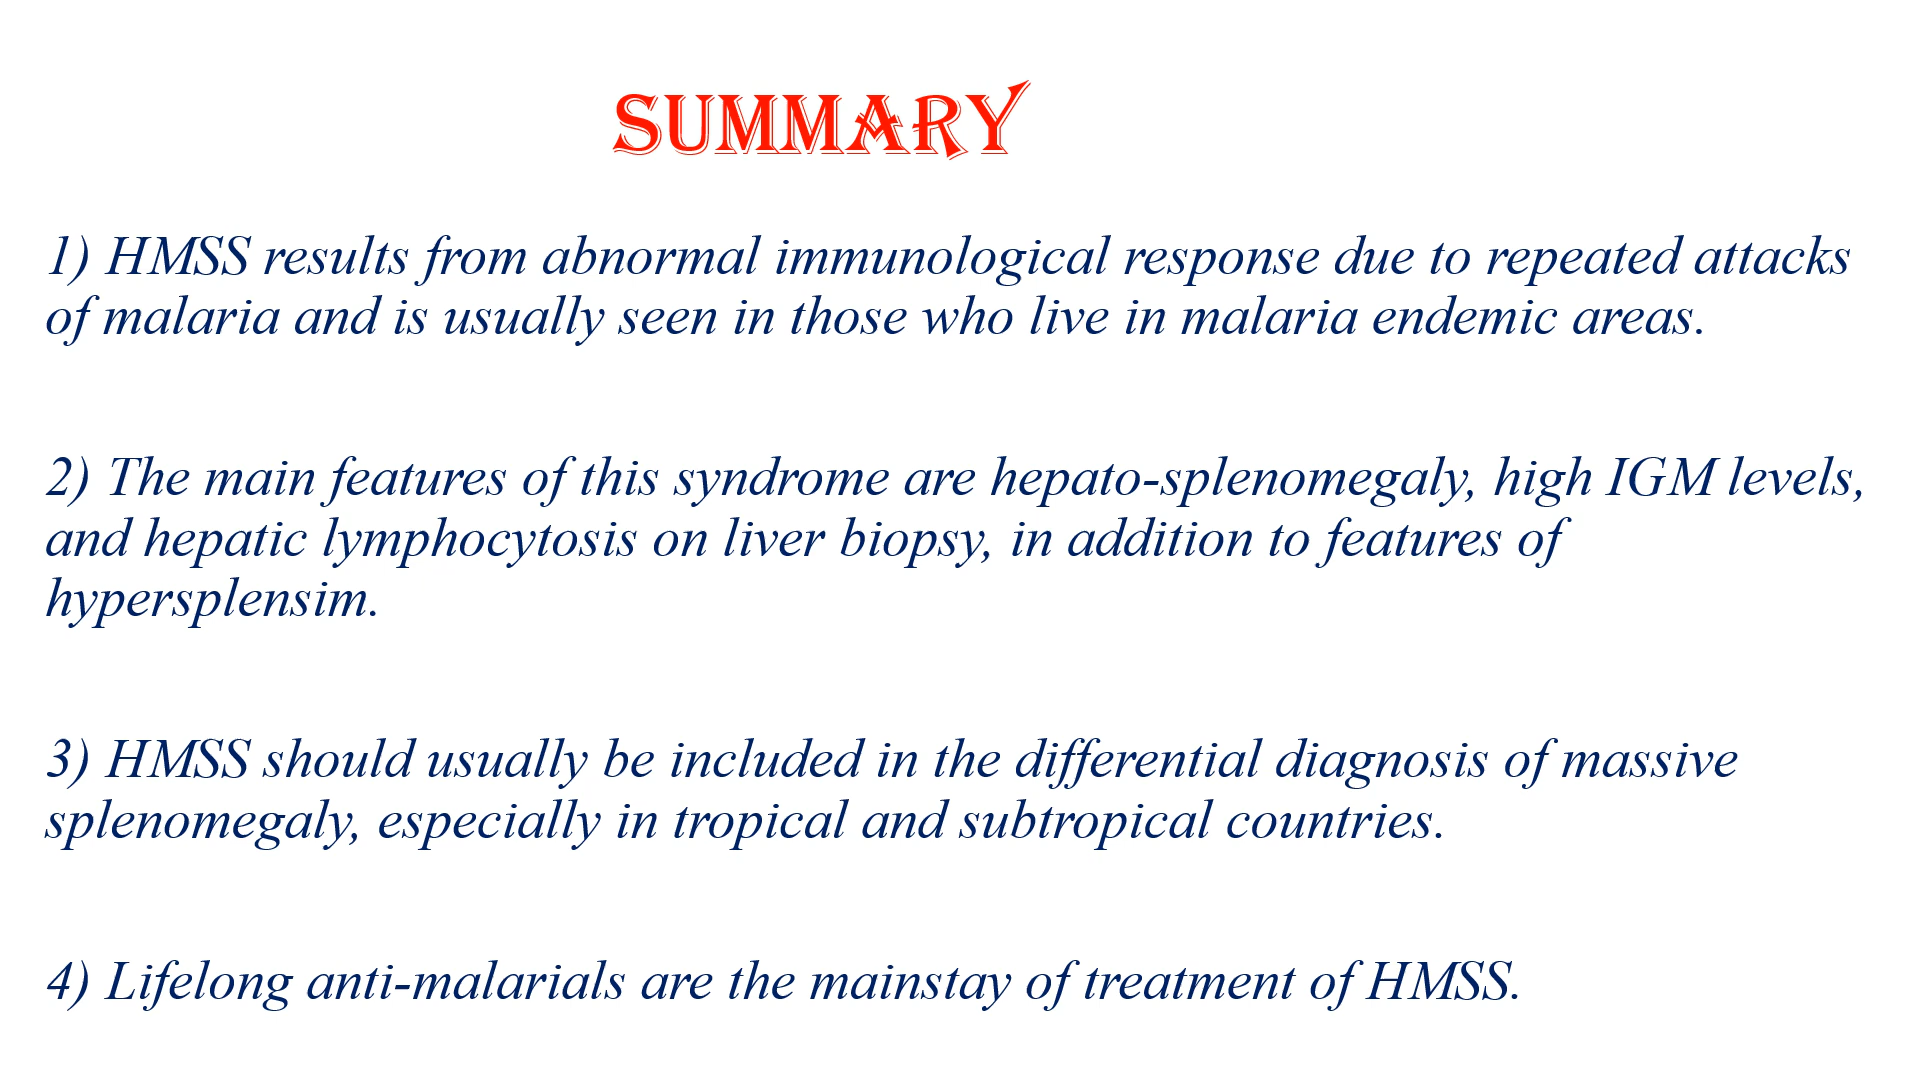 SUMMARY
1) HMSS results from abnormal immunological response due to repeated attacks
of malaria and is usually seen in those who live in malaria endemic areas.
2) The main features of this syndrome are hepato-splenomegaly, high IGM levels,
and hepatic lymphocytosis on liver biopsy, in addition to features of
hypersplensim.
3) HMSS should usually be included in the differential diagnosis of massive
splenomegaly, especially in tropical and subtropical countries.
4) Lifelong anti-malarials are the mainstay of treatment of HMSS.